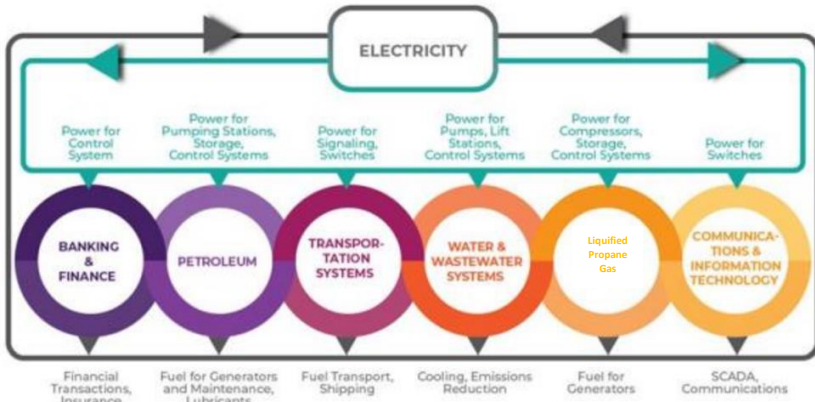 ELECTRICITY
Power for
Control
System
Power for
Pumping Stations,
Storage,
Control Systems
Power for
Signaling,
Switches
Power for
Pumps, Lift
Stations,
Control Systems
Power for
Compressors,
Storage,
Control Systems
Power for
Switches
BANKING
&
FINANCE
PETROLEUM
TRANSPOR-
TATION
SYSTEMS
WATER &
WASTEWATER
SYSTEMS
Liquified
Propane
Gas
COMMUNICA-
TIONS &
INFORMATION
TECHNOLOGY
Financial
Transactions,
Insurance
Fuel for Generators
and Maintenance,
Lubricants
Fuel Transport,
Shipping
Cooling, Emissions
Reduction
Fuel for
Generators
SCADA,
Communications